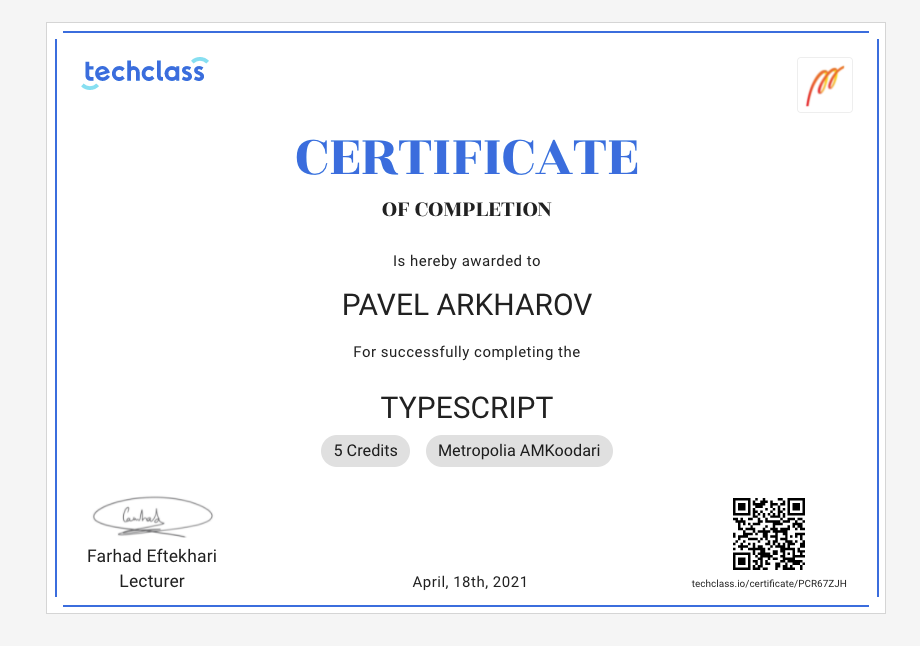 techclass
CERTIFICATE
OF COMPLETION
Is hereby awarded to
PAVEL ARKHAROV
For successfully completing the
TYPESCRIPT
5 Credits
Metropolia AMKoodari
Farhad Eftekhari
Lecturer
April, 18th, 2021
techclass.io/certificate/PCR67ZJH